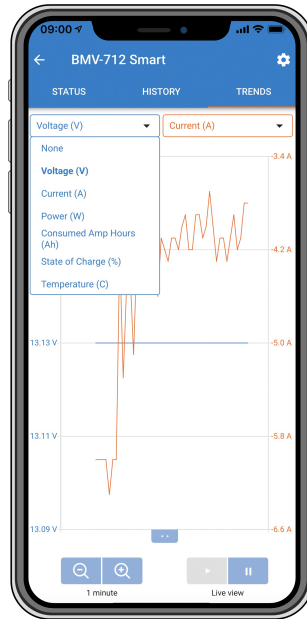 09:00
BMV-712 Smart
STATUS HISTORY TRENDS
Voltage (V) Current (A)
None
Voltage (V)
Current (A)
Power (W)
Consumed Amp Hours
(Ah)
State of Charge (%)
Temperature (C)
-3.4 A
-4.2 A
13.13 V -5.0 A
13.11 V -5.8 A
13.09 V -6.6 A
1 minute Live view